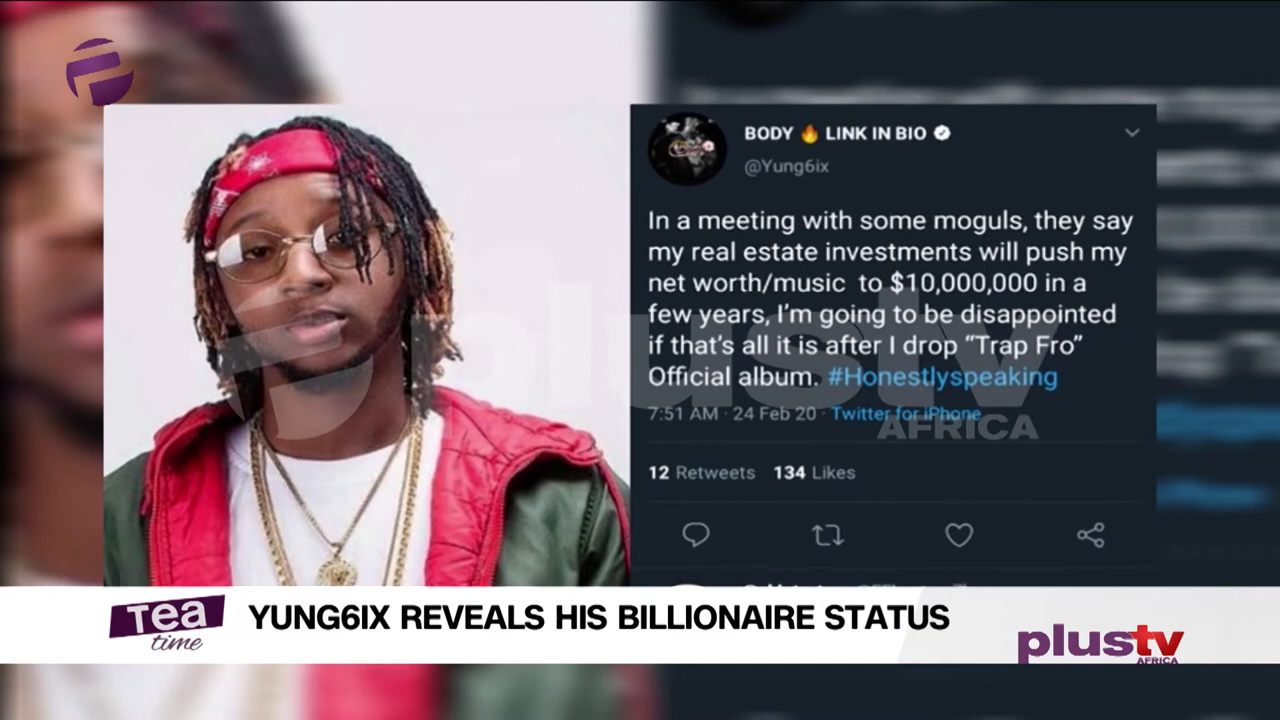 BODY 🔥 LINK IN BIO
@Yung6ix
In a meeting with some moguls, they say
my real estate investments will push my
net worth/music to $10,000,000 in a
few years, I'm going to be disappointed
if that's all it is after I drop “Trap Fro”
Official album. #Honestlyspeaking
7:51 AM · 24 Feb 20 · Twitter for iPhone
12 Retweets 134 Likes
plustv
AFRICA
Tea
time
YUNG6IX REVEALS HIS BILLIONAIRE STATUS
plustv
AFRICA